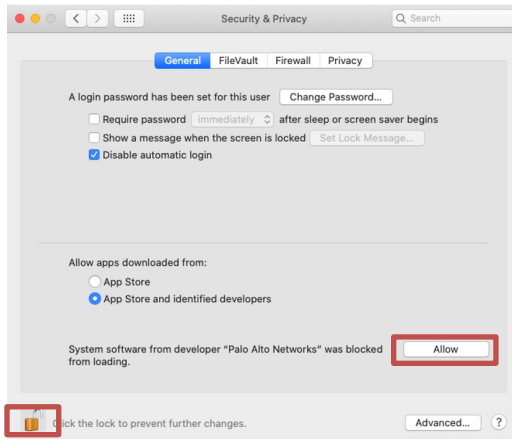 Security & Privacy
Search
General FileVault Firewall Privacy
A login password has been set for this user Change Password...
Require password immediately after sleep or screen saver begins
Show a message when the screen is locked Set Lock Message...
Disable automatic login
Allow apps downloaded from:
App Store
App Store and identified developers
System software from developer "Palo Alto Networks" was blocked Allow
from loading.
Click the lock to prevent further changes. Advanced... ?